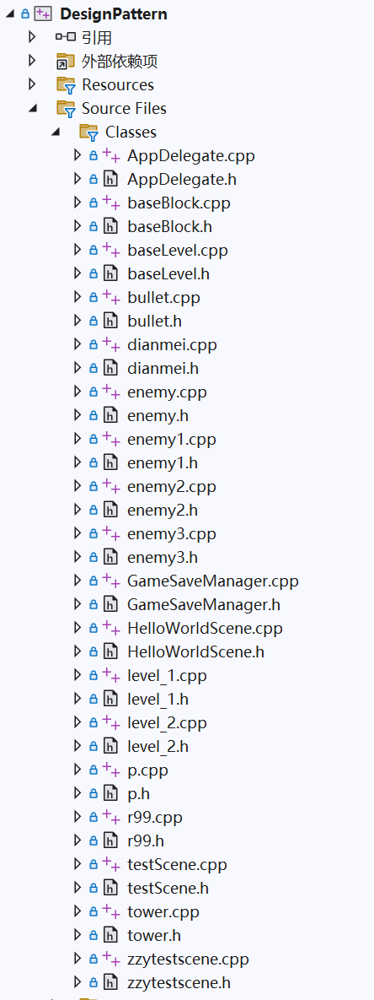 DesignPattern
引用
外部依赖项
Resources
Source Files
Classes
AppDelegate.cpp
AppDelegate.h
baseBlock.cpp
baseBlock.h
baseLevel.cpp
baseLevel.h
bullet.cpp
bullet.h
dianmei.cpp
dianmei.h
enemy.cpp
enemy.h
enemy1.cpp
enemy1.h
enemy2.cpp
enemy2.h
enemy3.cpp
enemy3.h
GameSaveManager.cpp
GameSaveManager.h
HelloWorldScene.cpp
HelloWorldScene.h
level_1.cpp
level_1.h
level_2.cpp
level_2.h
p.cpp
p.h
r99.cpp
r99.h
testScene.cpp
testScene.h
tower.cpp
tower.h
zzytestscene.cpp
zzytestscene.h